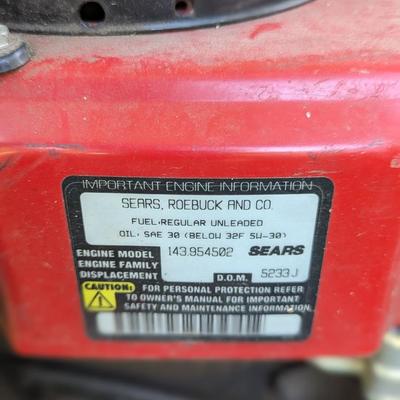 IMPORTANT ENGINE INFORMATION
SEARS, ROEBUCK AND CO.
FUEL:REGULAR UNLEADED
OIL: SAE 30 (BELOW 32F 5W-30)
ENGINE MODEL 143.954502 SEARS
ENGINE FAMILY
DISPLACEMENT D.O.M. 5233J
CAUTION: FOR PERSONAL PROTECTION REFER
TO OWNER'S MANUAL FOR IMPORTANT
SAFETY AND MAINTENANCE INFORMATION